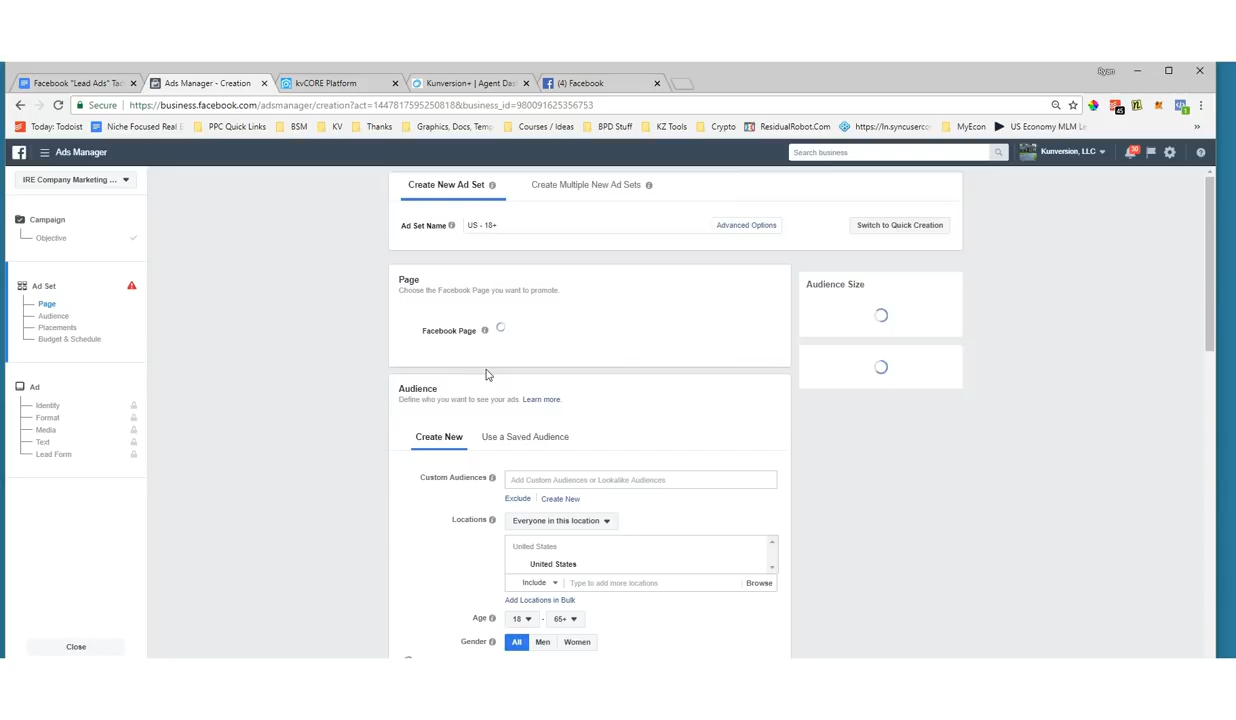 Ryan
Facebook "Lead Ads" Tac
Ads Manager - Creation
kvCORE Platform
Kunversion+ | Agent Das
(4) Facebook
Secure | https://business.facebook.com/adsmanager/creation?act=1447817595250818&business_id=980091625356753
Today: Todoist
Niche Focused Real E
PPC Quick Links
BSM
KV
Thanks
Graphics, Docs, Temp
Courses / Ideas
BPD Stuff
KZ Tools
Crypto
ResidualRobot.Com
https://ln.syncuserco
MyEcon
US Economy MLM Le
Ads Manager
Search business
Kunversion, LLC
30
IRE Company Marketing ...
Campaign
Objective
Ad Set
Page
Audience
Placements
Budget & Schedule
Ad
Identity
Format
Media
Text
Lead Form
Close
Create New Ad Set
Create Multiple New Ad Sets
Ad Set Name
US - 18+
Advanced Options
Switch to Quick Creation
Page
Choose the Facebook Page you want to promote.
Facebook Page
Audience Size
Audience
Define who you want to see your ads. Learn more.
Create New
Use a Saved Audience
Custom Audiences
Add Custom Audiences or Lookalike Audiences
Exclude | Create New
Locations
Everyone in this location
United States
United States
Include
Type to add more locations
Browse
Add Locations in Bulk
Age
18 - 65+
Gender
All
Men
Women